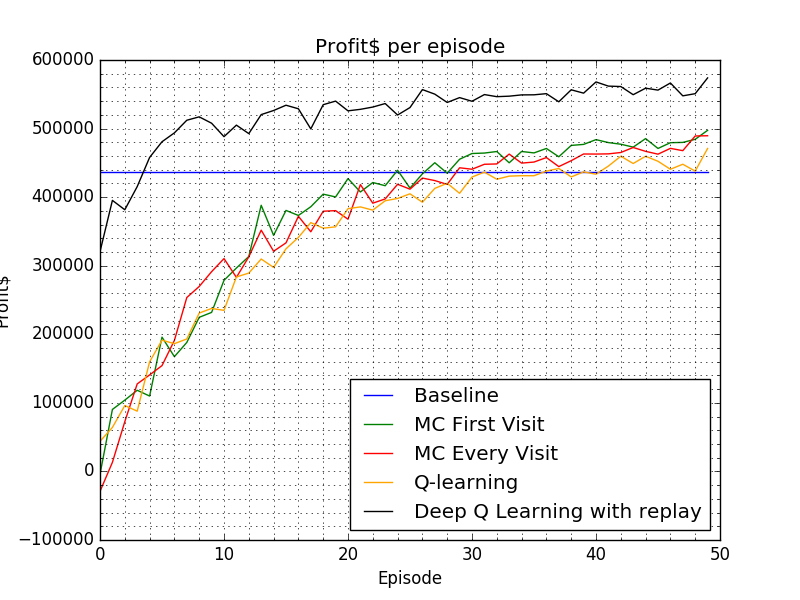 Profit$ per episode
600000
500000
400000
300000
200000
100000
0
−100000
Profit$
0 10 20 30 40 50
Episode
Baseline
MC First Visit
MC Every Visit
Q-learning
Deep Q Learning with replay